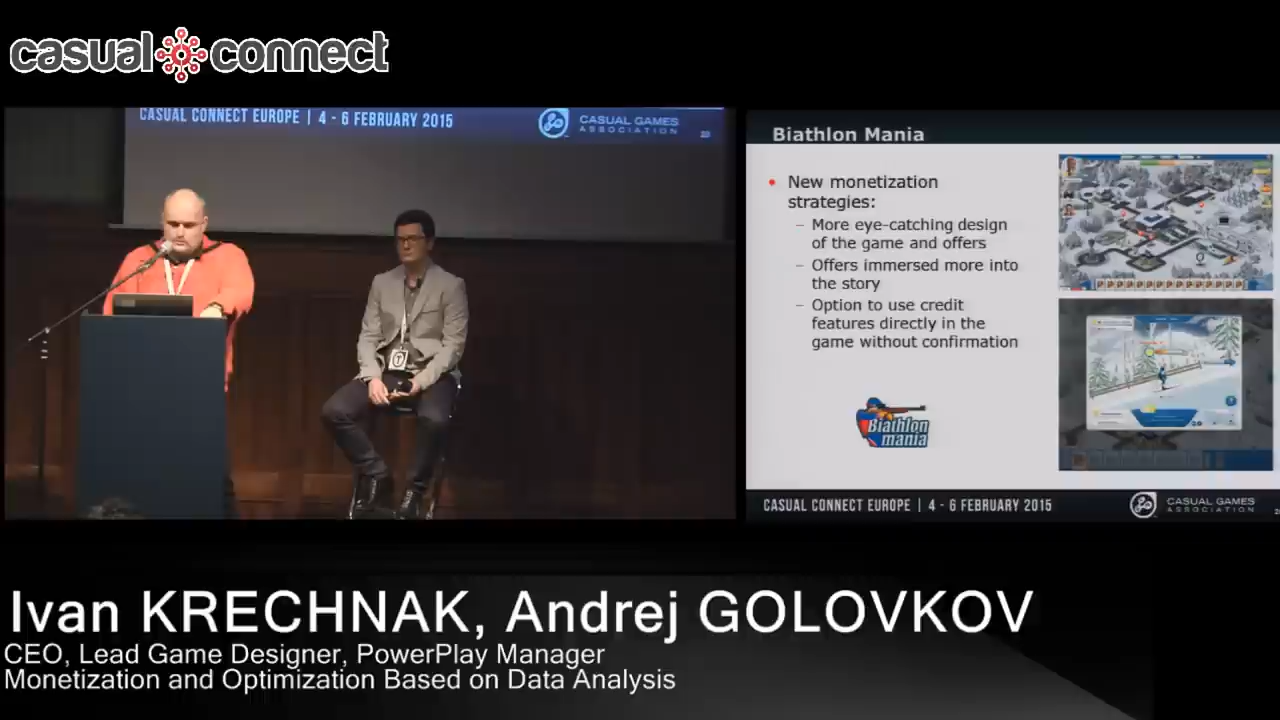 casual connect
CASUAL CONNECT EUROPE | 4 - 6 FEBRUARY 2015
CASUAL GAMES
ASSOCIATION
20
Biathlon Mania
New monetization
strategies:
– More eye-catching design
of the game and offers
– Offers immersed more into
the story
– Option to use credit
features directly in the
game without confirmation
Biathlon
mania
CASUAL CONNECT EUROPE | 4 - 6 FEBRUARY 2015
CASUAL GAMES
ASSOCIATION
Ivan KRECHNAK, Andrej GOLOVKOV
CEO, Lead Game Designer, PowerPlay Manager
Monetization and Optimization Based on Data Analysis